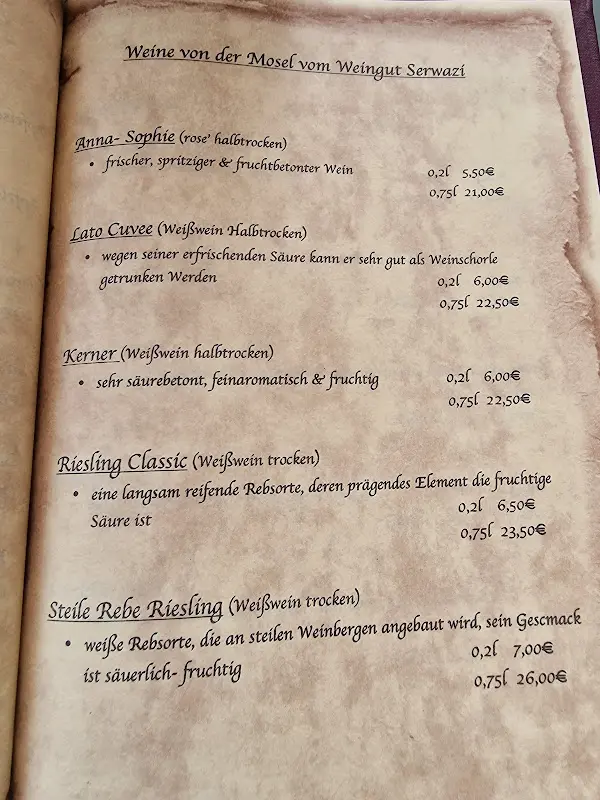 Weine von der Mosel vom Weingut Serwazi
Anna- Sophie (rose' halbtrocken)
• frischer, spritziger & fruchtbetonter Wein
0,2l 5,50€
0,75l 21,00€
Lato Cuvee (Weißwein Halbtrocken)
• wegen seiner erfrischenden Säure kann er sehr gut als Weinschorle
getrunken Werden
0,2l 6,00€
0,75l 22,50€
Kerner (Weißwein halbtrocken)
• sehr säurebetont, feinaromatisch & fruchtig
0,2l 6,00€
0,75l 22,50€
Riesling Classic (Weißwein trocken)
• eine langsam reifende Rebsorte, deren prägendes Element die fruchtige
Säure ist
0,2l 6,50€
0,75l 23,50€
Steile Rebe Riesling (Weißwein trocken)
• weiße Rebsorte, die an steilen Weinbergen angebaut wird, sein Gescmack
ist säuerlich- fruchtig
0,2l 7,00€
0,75l 26,00€